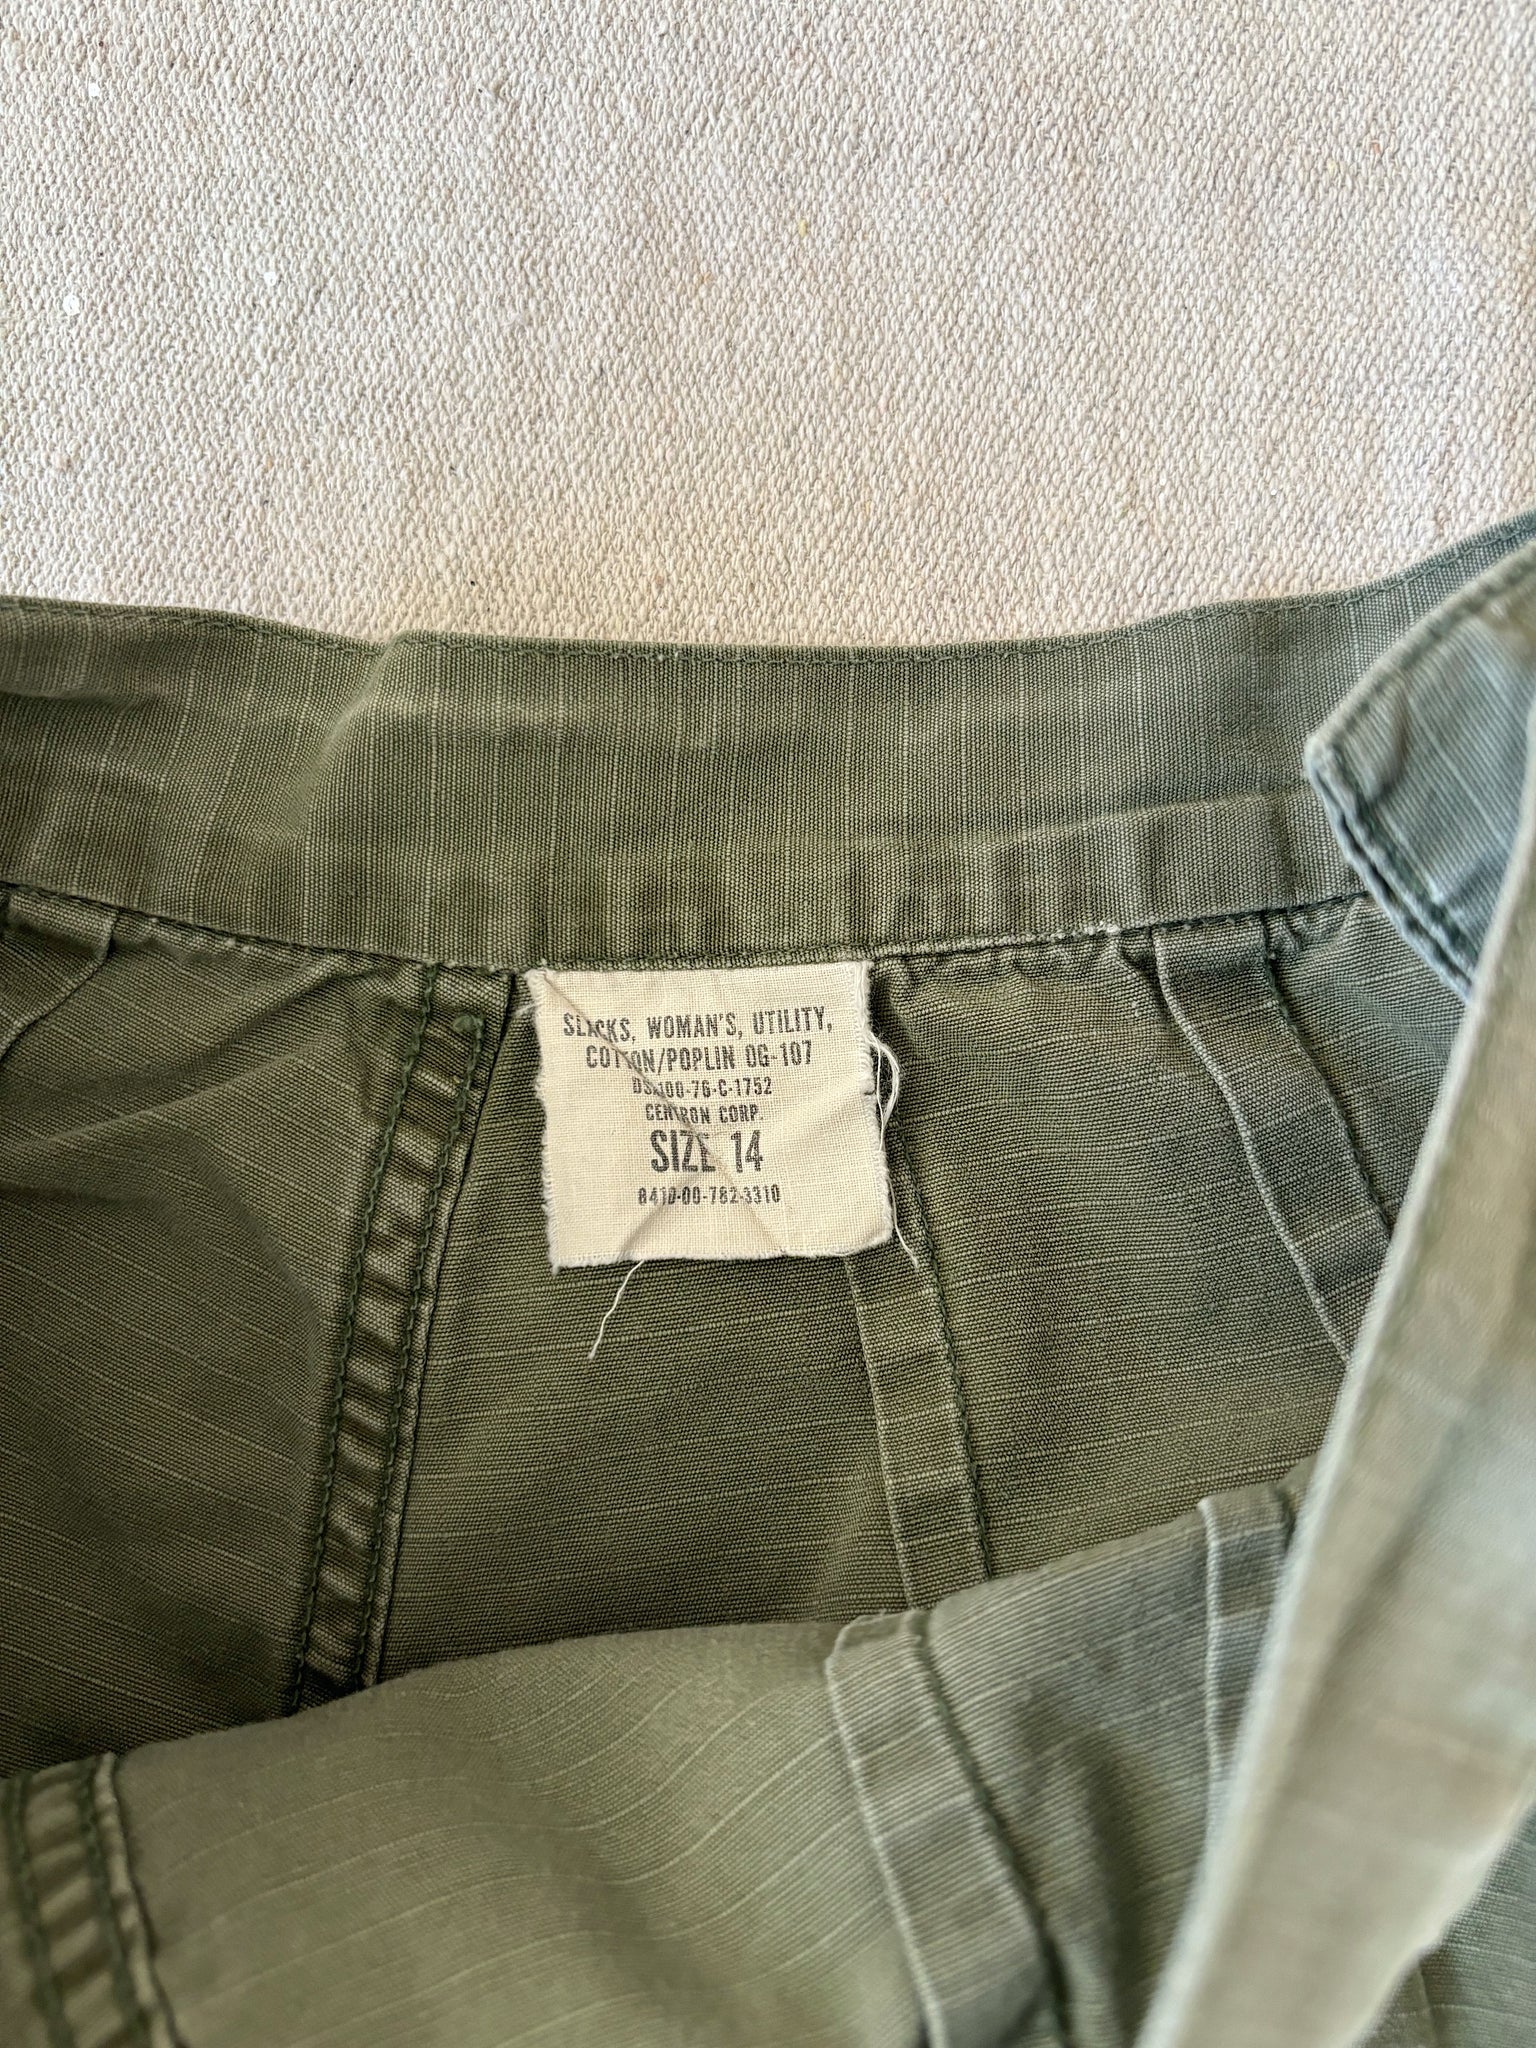 SLACKS, WOMAN'S, UTILITY,
COTTON/POPLIN OG-107
DSA100-76-C-1752
CENTRON CORP.
SIZE 14
8410-00-782-3310